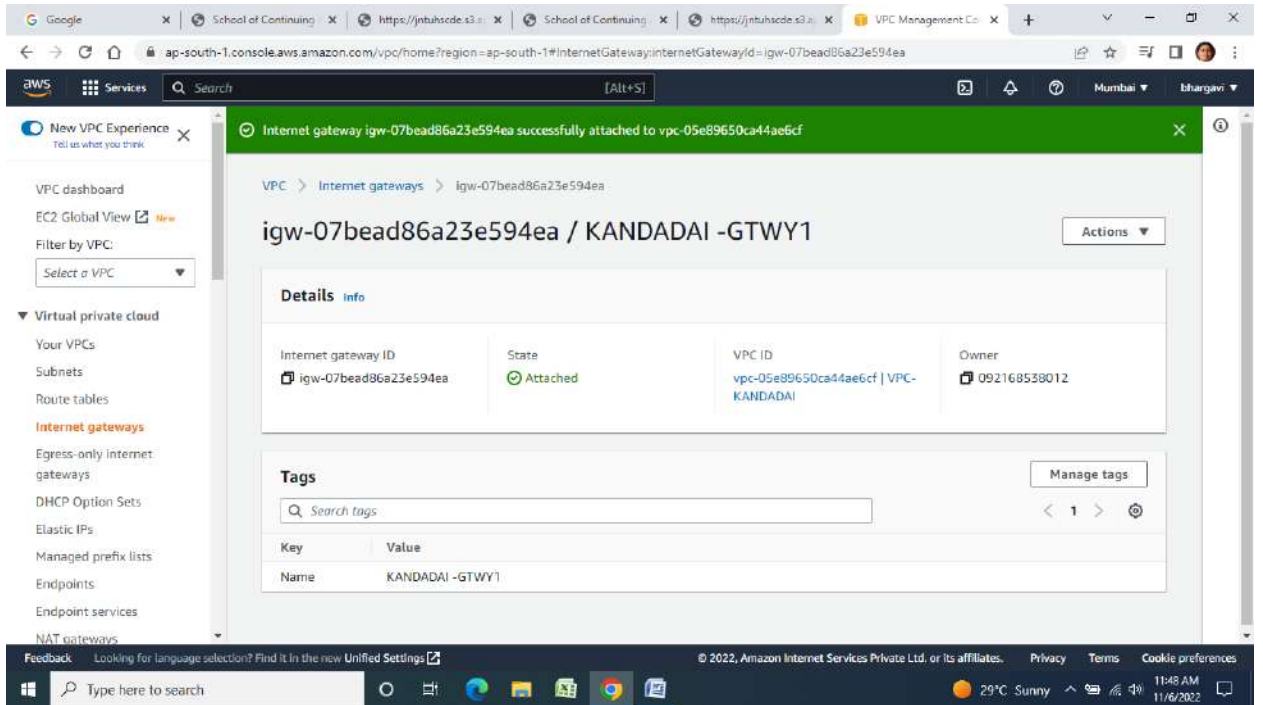 Google
School of Continuing
https://jntuhscde.s3.a
School of Continuing
https://jntuhscde.s3.a
VPC Management Co
ap-south-1.console.aws.amazon.com/vpc/home?region=ap-south-1#InternetGateway:internetGatewayId=igw-07bead86a23e594ea
aws Services Search [Alt+S] Mumbai bhargavi
New VPC Experience
Tell us what you think
Internet gateway igw-07bead86a23e594ea successfully attached to vpc-05e89650ca44ae6cf
VPC dashboard
EC2 Global View New
Filter by VPC:
Select a VPC
Virtual private cloud
Your VPCs
Subnets
Route tables
Internet gateways
Egress-only internet
gateways
DHCP Option Sets
Elastic IPs
Managed prefix lists
Endpoints
Endpoint services
NAT gateways
VPC > Internet gateways > igw-07bead86a23e594ea
igw-07bead86a23e594ea / KANDADAI -GTWY1
Actions
Details Info
Internet gateway ID
igw-07bead86a23e594ea
State
Attached
VPC ID
vpc-05e89650ca44ae6cf | VPC-
KANDADAI
Owner
092168538012
Tags
Manage tags
Search tags
< 1 >
Key Value
Name KANDADAI -GTWY1
Feedback Looking for language selection? Find it in the new Unified Settings © 2022, Amazon Internet Services Private Ltd. or its affiliates. Privacy Terms Cookie preferences
Type here to search
29°C Sunny
11:48 AM
11/6/2022